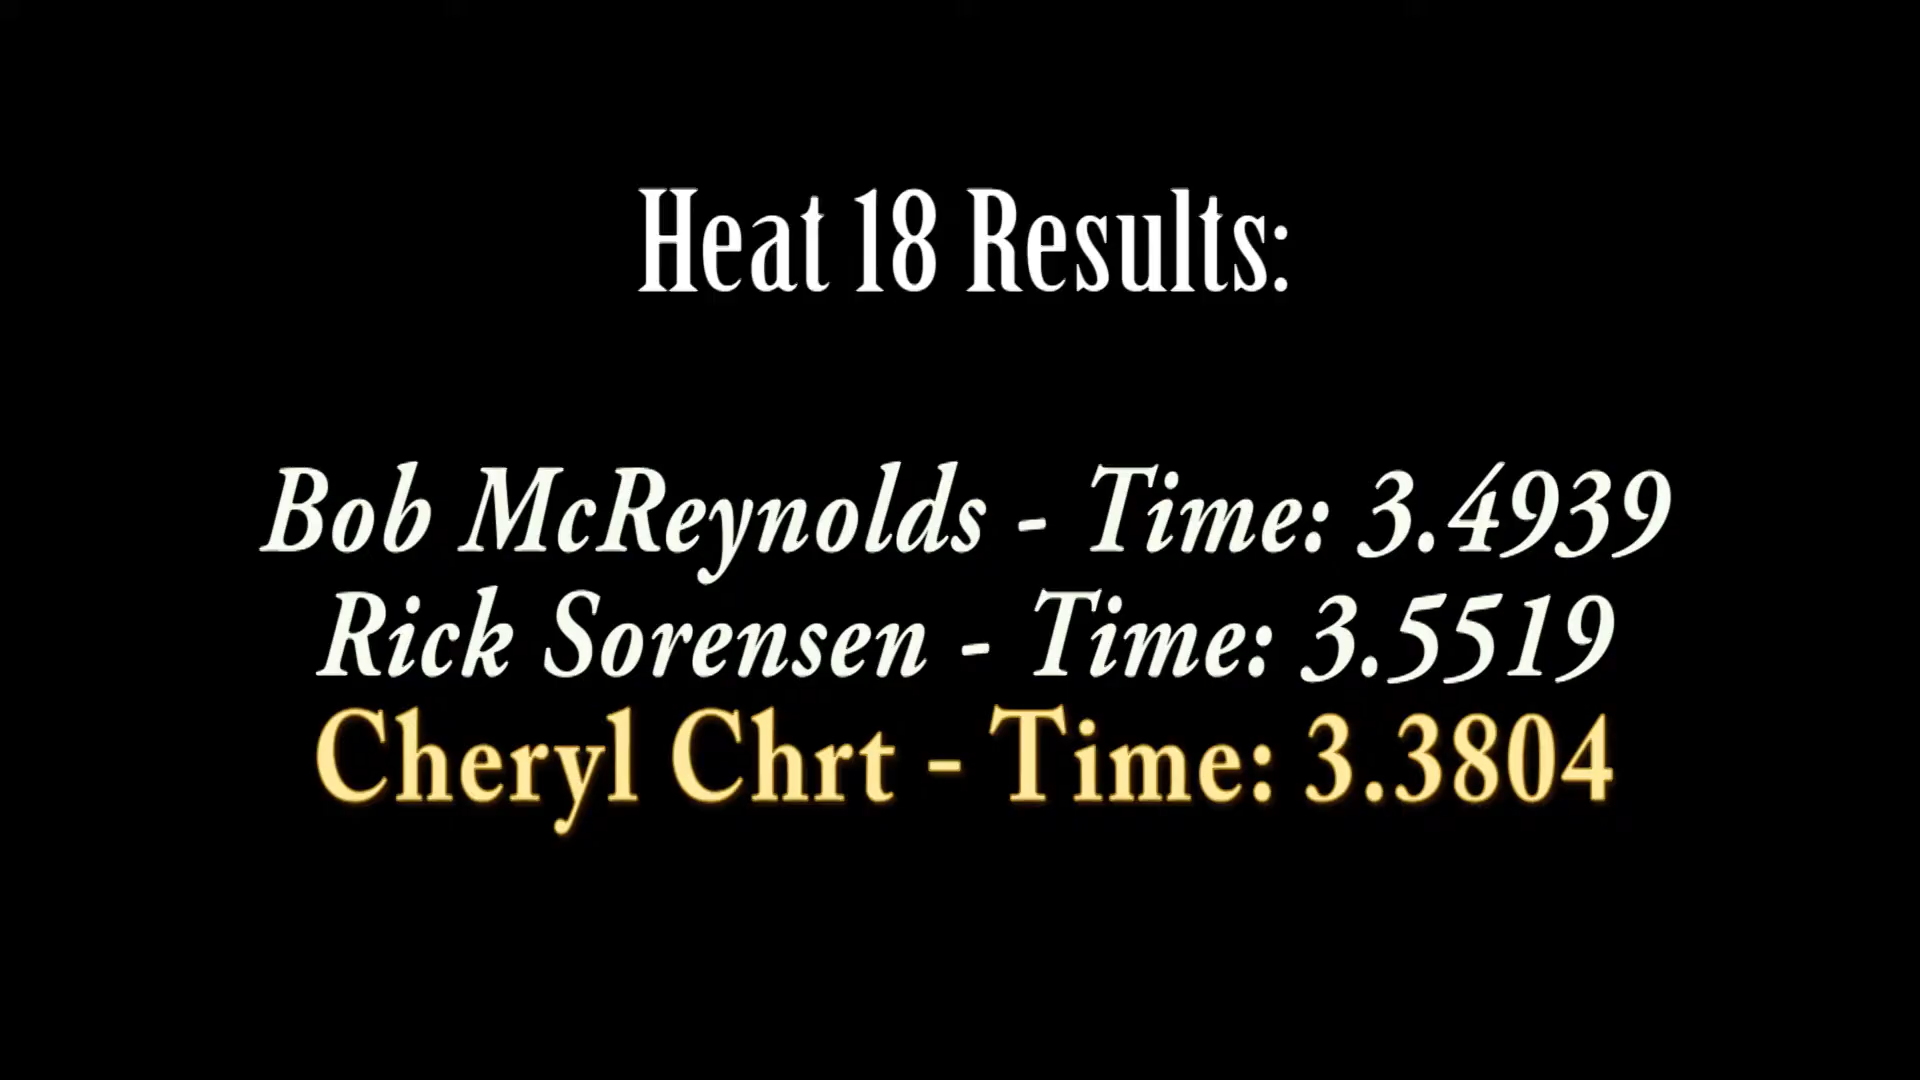 Heat 18 Results:
Bob McReynolds - Time: 3.4939
Rick Sorensen - Time: 3.5519
Cheryl Chrt - Time: 3.3804